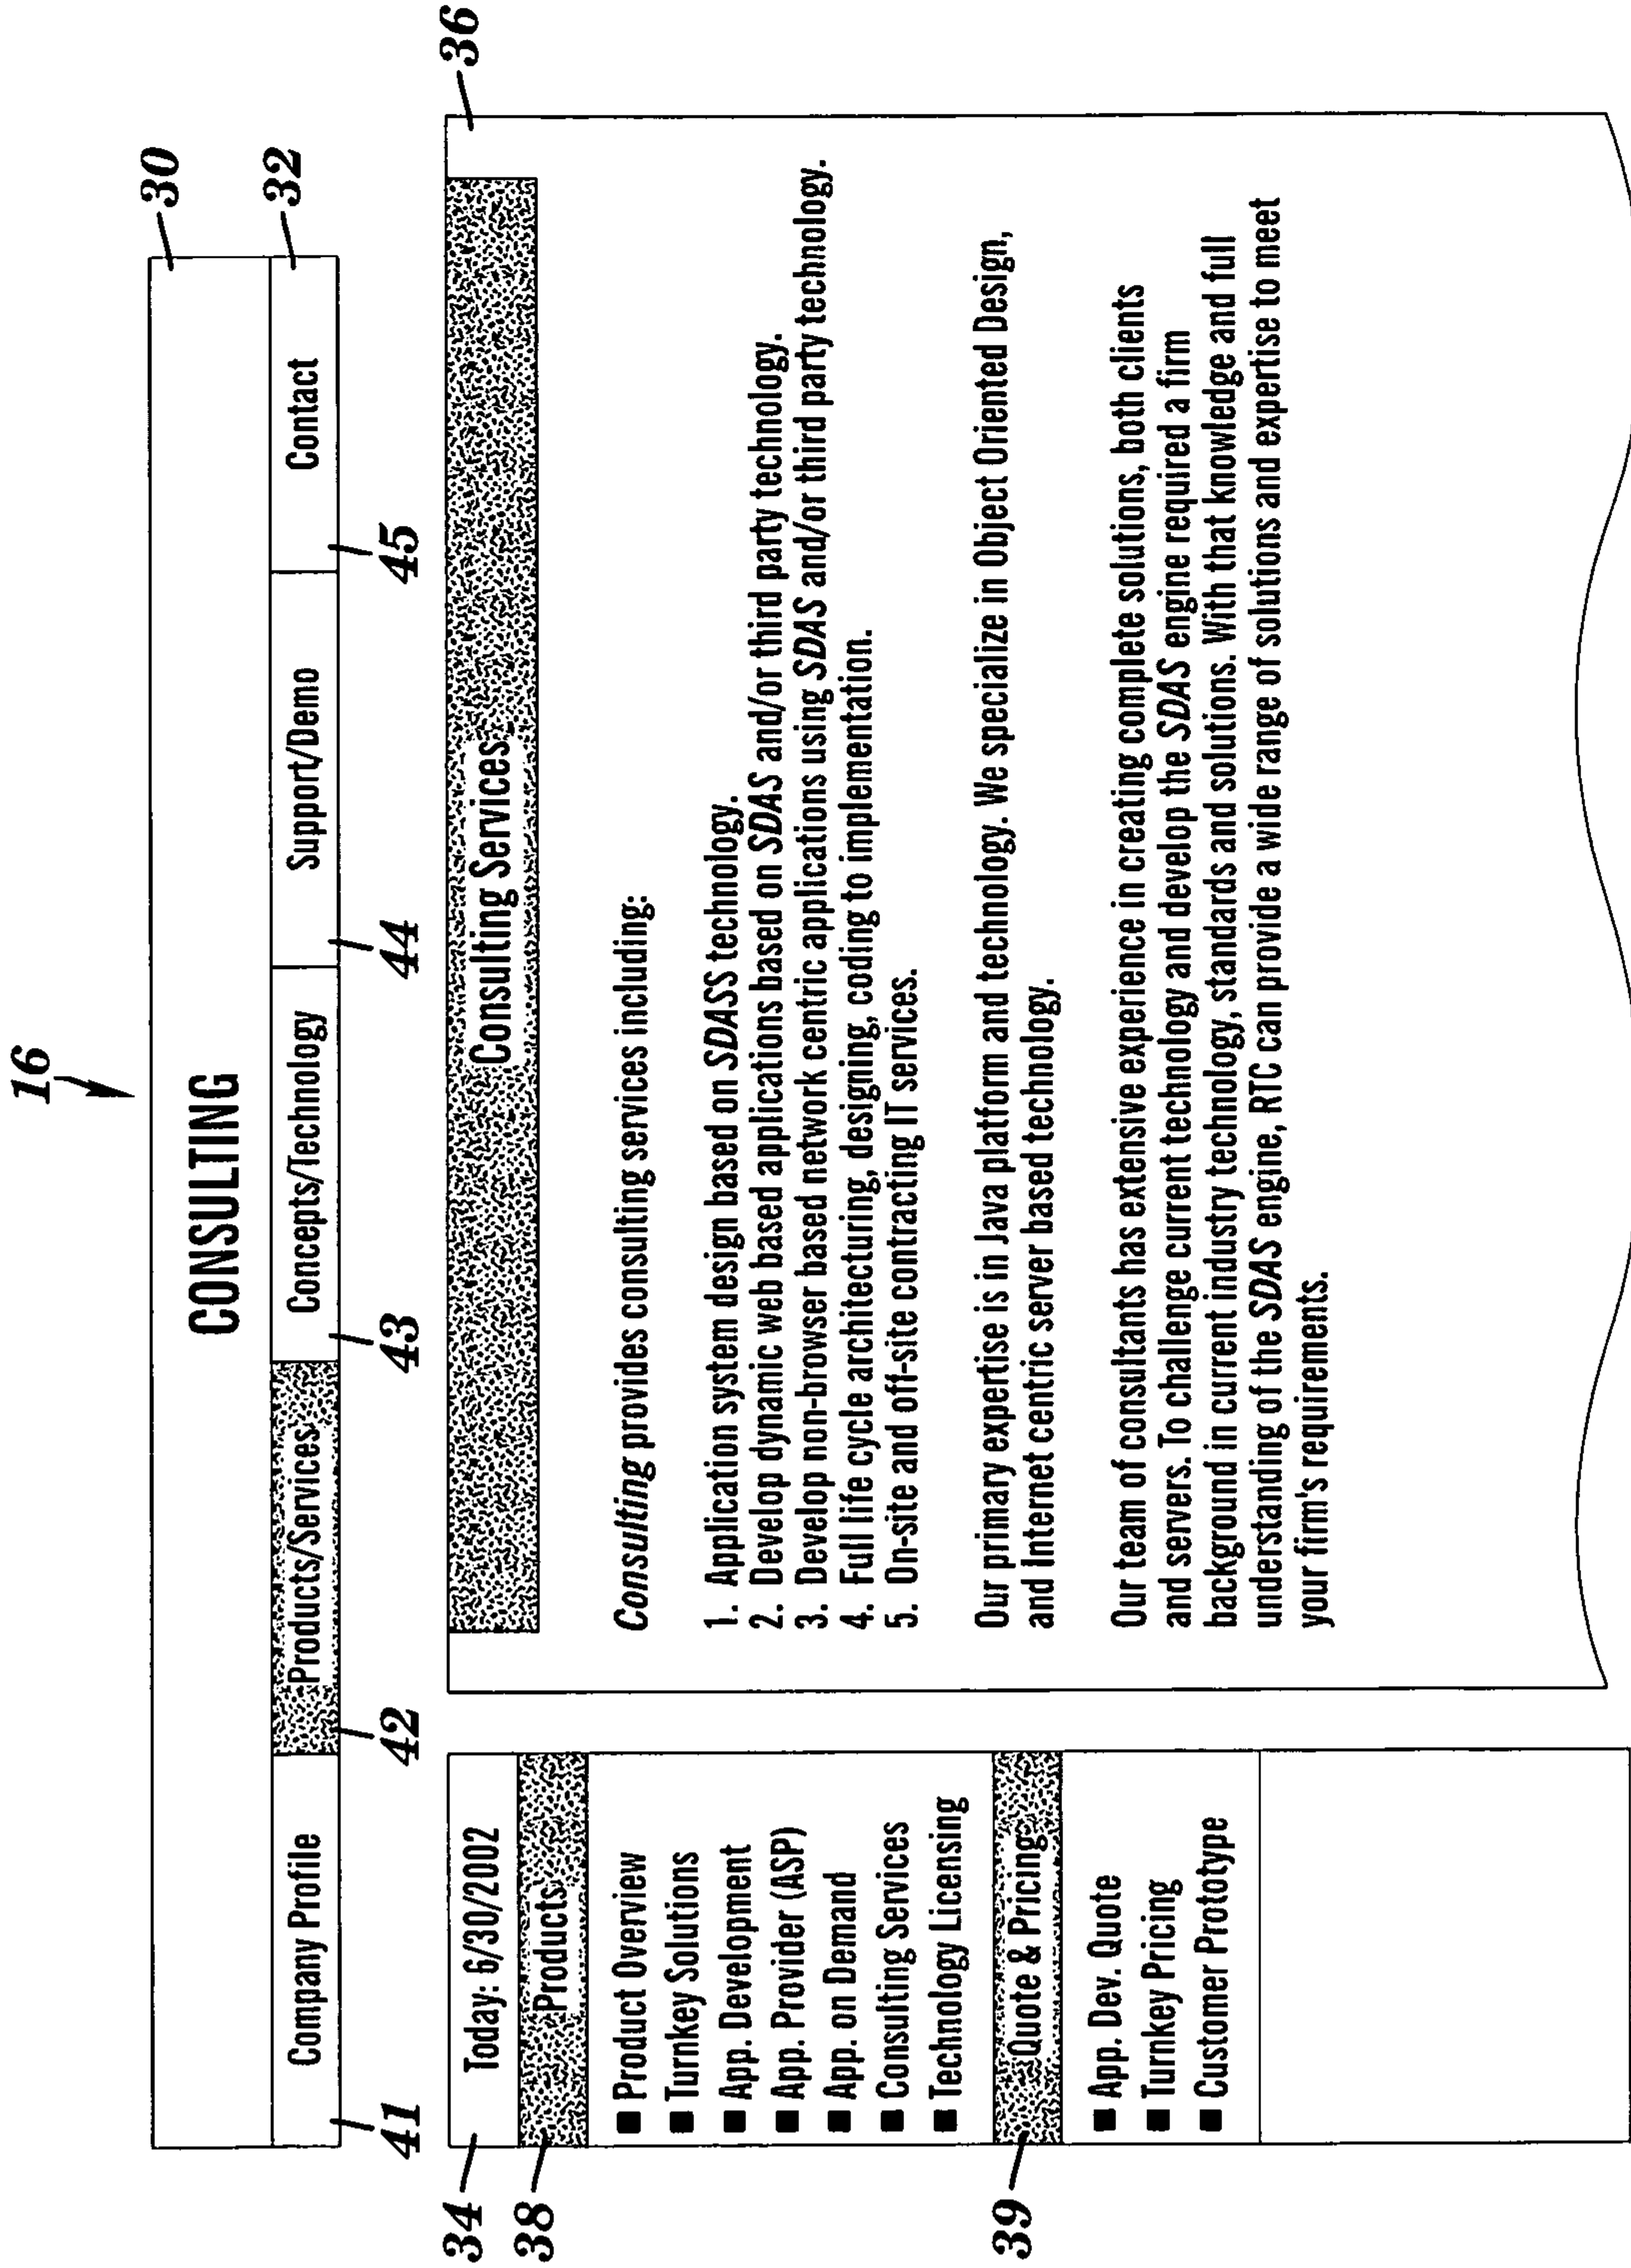 16
30
CONSULTING
32
Company Profile
Products/Services
Concepts/Technology
Support/Demo
Contact
41
42
43
44
45
34
Today: 6/30/2002
38
Products
■ Product Overview
■ Turnkey Solutions
■ App. Development
■ App. Provider (ASP)
■ App. on Demand
■ Consulting Services
■ Technology Licensing
39
Quote & Pricing
■ App. Dev. Quote
■ Turnkey Pricing
■ Customer Prototype
36
Consulting Services
Consulting provides consulting services including:
1. Application system design based on SDASS technology.
2. Develop dynamic web based applications based on SDAS and/or third party technology.
3. Develop non-browser based network centric applications using SDAS and/or third party technology.
4. Full life cycle architecturing, designing, coding to implementation.
5. On-site and off-site contracting IT services.
Our primary expertise is in Java platform and technology. We specialize in Object Oriented Design,
and Internet centric server based technology.
Our team of consultants has extensive experience in creating complete solutions, both clients
and servers. To challenge current technology and develop the SDAS engine required a firm
background in current industry technology, standards and solutions. With that knowledge and full
understanding of the SDAS engine, RTC can provide a wide range of solutions and expertise to meet
your firm's requirements.